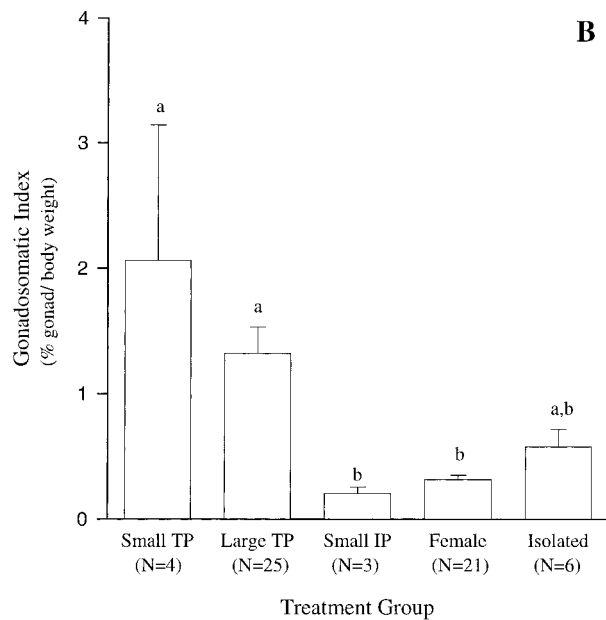 B
4
3
2
1
0
Gonadosomatic Index
(% gonad/ body weight)
a
a
b
b
a,b
Small TP Large TP Small IP Female Isolated
(N=4) (N=25) (N=3) (N=21) (N=6)
Treatment Group